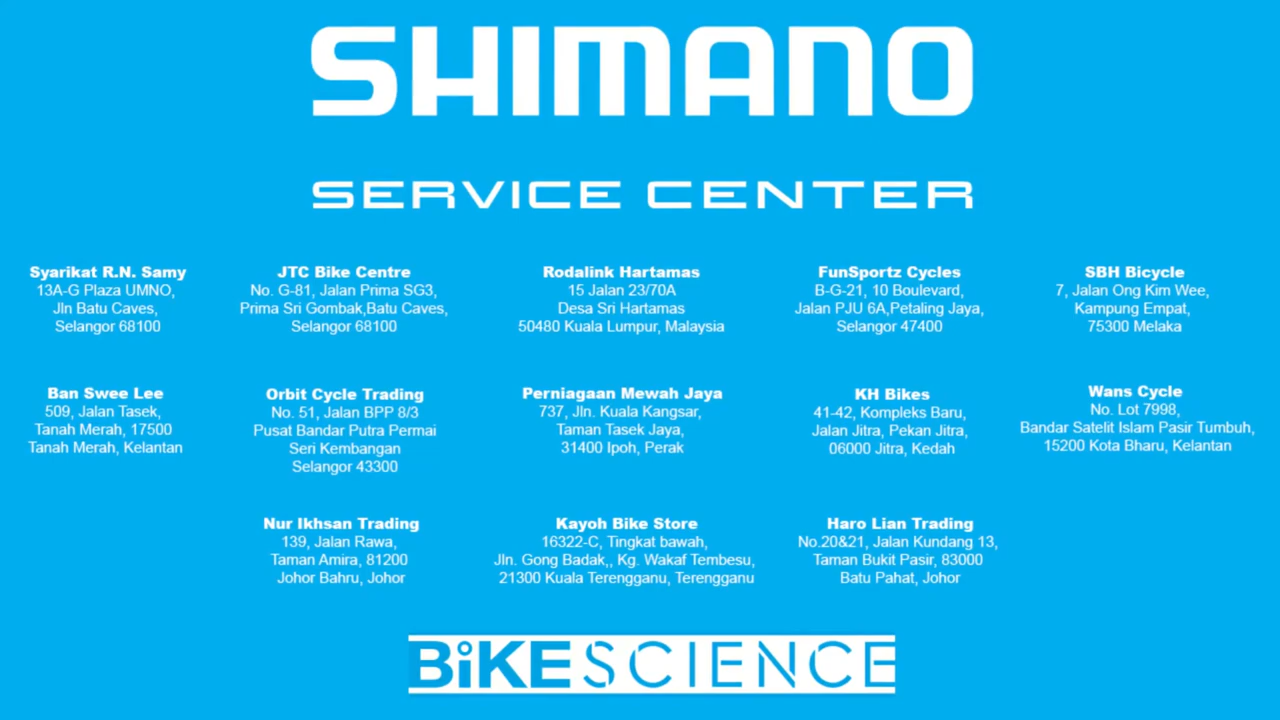 SHIMANO
SERVICE CENTER
Syarikat R.N. Samy
13A-G Plaza UMNO,
Jln Batu Caves,
Selangor 68100
JTC Bike Centre
No. G-81, Jalan Prima SG3,
Prima Sri Gombak,Batu Caves,
Selangor 68100
Rodalink Hartamas
15 Jalan 23/70A
Desa Sri Hartamas
50480 Kuala Lumpur, Malaysia
FunSportz Cycles
B-G-21, 10 Boulevard,
Jalan PJU 6A,Petaling Jaya,
Selangor 47400
SBH Bicycle
7, Jalan Ong Kim Wee,
Kampung Empat,
75300 Melaka
Ban Swee Lee
509, Jalan Tasek,
Tanah Merah, 17500
Tanah Merah, Kelantan
Orbit Cycle Trading
No. 51, Jalan BPP 8/3
Pusat Bandar Putra Permai
Seri Kembangan
Selangor 43300
Perniagaan Mewah Jaya
737, Jln. Kuala Kangsar,
Taman Tasek Jaya,
31400 Ipoh, Perak
KH Bikes
41-42, Kompleks Baru,
Jalan Jitra, Pekan Jitra,
06000 Jitra, Kedah
Wans Cycle
No. Lot 7998,
Bandar Satelit Islam Pasir Tumbuh,
15200 Kota Bharu, Kelantan
Nur Ikhsan Trading
139, Jalan Rawa,
Taman Amira, 81200
Johor Bahru, Johor
Kayoh Bike Store
16322-C, Tingkat bawah,
Jln. Gong Badak,, Kg. Wakaf Tembesu,
21300 Kuala Terengganu, Terengganu
Haro Lian Trading
No.20&21, Jalan Kundang 13,
Taman Bukit Pasir, 83000
Batu Pahat, Johor
BiKESCIENCE